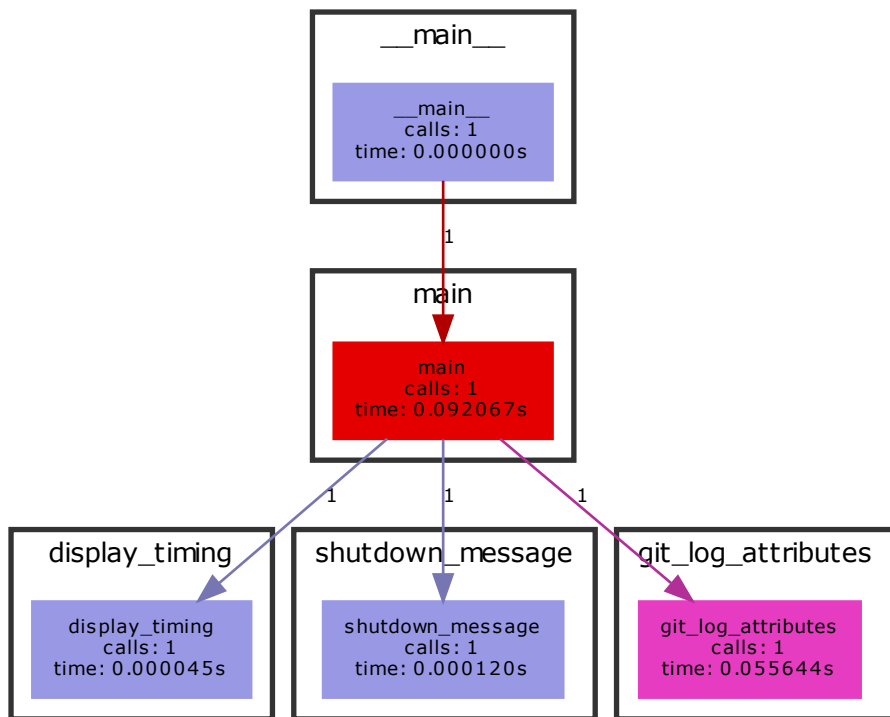 __main__
__main__
calls: 1
time: 0.000000s
1
main
main
calls: 1
time: 0.092067s
1
1
1
display_timing
shutdown_message
git_log_attributes
display_timing
calls: 1
time: 0.000045s
shutdown_message
calls: 1
time: 0.000120s
git_log_attributes
calls: 1
time: 0.055644s